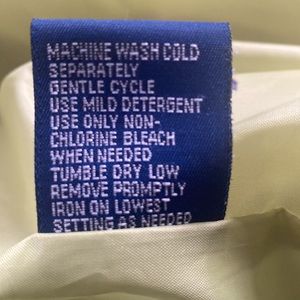 MACHINE WASH COLD
SEPARATELY
GENTLE CYCLE
USE MILD DETERGENT
USE ONLY NON-
CHLORINE BLEACH
WHEN NEEDED
TUMBLE DRY LOW
REMOVE PROMPTLY
IRON ON LOWEST
SETTING AS NEEDED